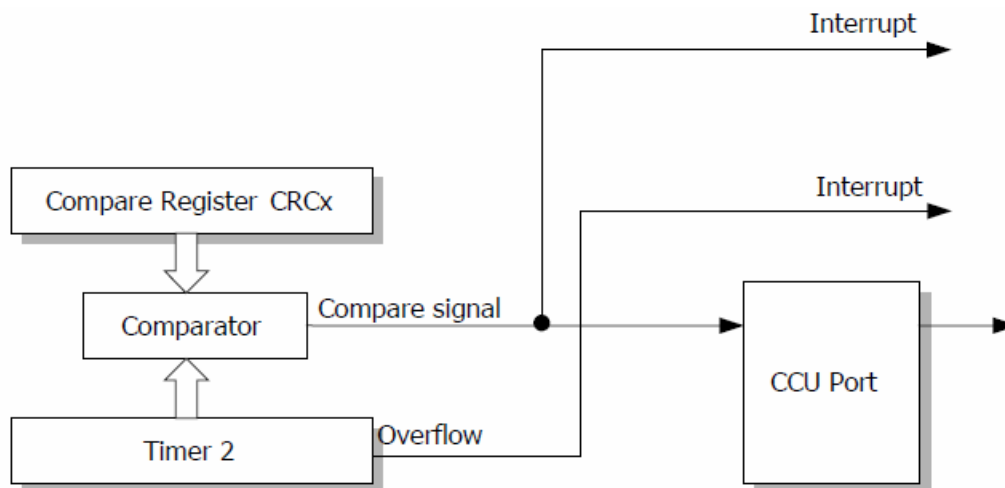 Interrupt
Interrupt
Compare Register CRCx
Comparator
Compare signal
CCU Port
Timer 2
Overflow